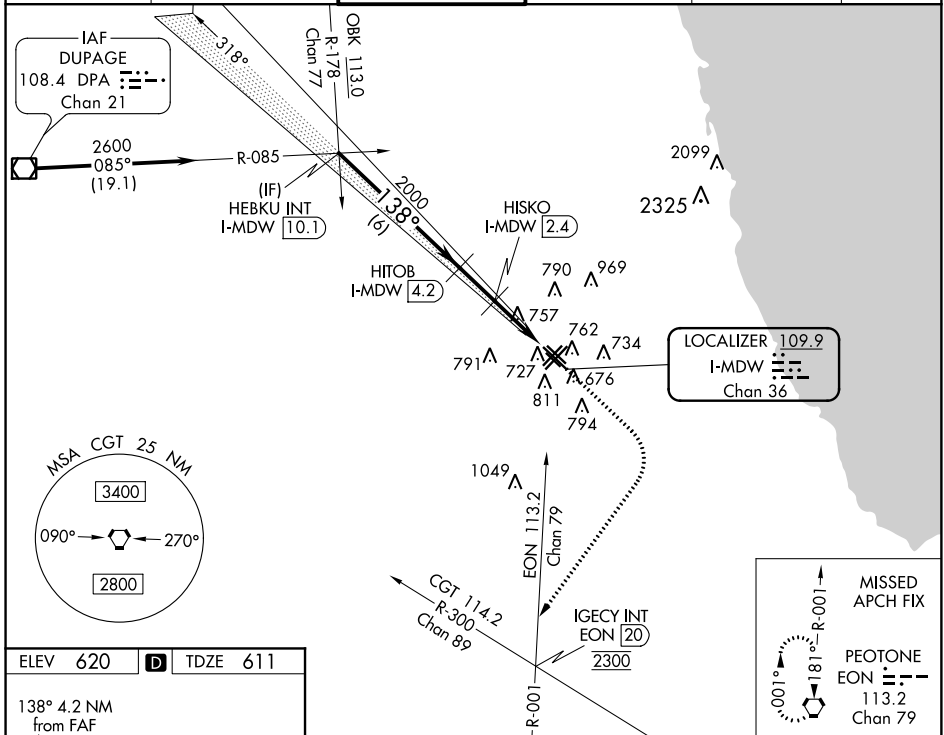 IAF
DUPAGE
108.4 DPA
Chan 21
2600
085°
(19.1)
R-085
318°
OBK 113.0
R-178
Chan 77
(IF)
HEBKU INT
I-MDW 10.1
2000
138°
(6)
HISKO
I-MDW 2.4
HITOB
I-MDW 4.2
2099
2325
790
969
757
762
734
791
727
676
811
794
LOCALIZER 109.9
I-MDW
Chan 36
MSA CGT 25 NM
3400
090°
270°
2800
1049
EON 113.2
Chan 79
CGT 114.2
R-300
Chan 89
IGECY INT
EON 20
2300
R-001
MISSED
APCH FIX
R-001
001°
181°
PEOTONE
EON
113.2
Chan 79
ELEV 620 D TDZE 611
138° 4.2 NM
from FAF